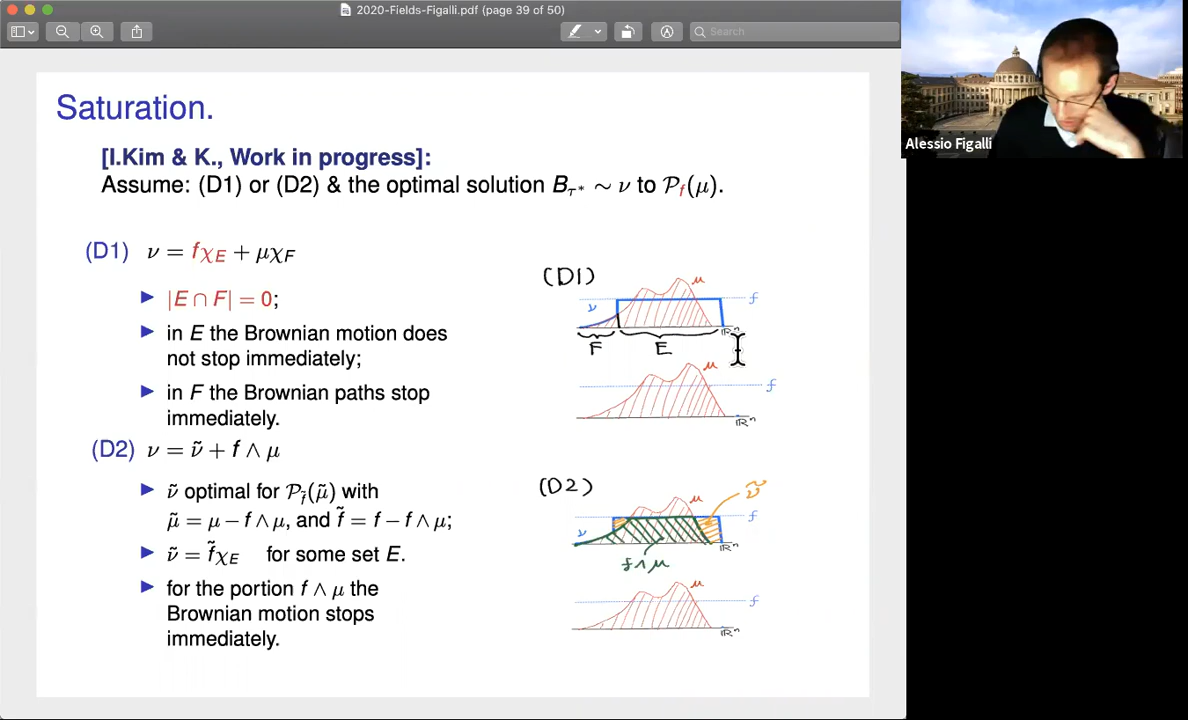 2020-Fields-Figalli.pdf (page 39 of 50)
Search
Alessio Figalli
Saturation.
[I.Kim & K., Work in progress]:
Assume: (D1) or (D2) & the optimal solution B_{τ*} ∼ ν to 𝒫_f(μ).
(D1) ν = fχ_E + μχ_F
|E ∩ F| = 0;
in E the Brownian motion does
not stop immediately;
in F the Brownian paths stop
immediately.
(D2) ν = ν̃ + f ∧ μ
ν̃ optimal for 𝒫_f̃(μ̃) with
μ̃ = μ − f ∧ μ, and f̃ = f − f ∧ μ;
ν̃ = f̃χ_E for some set E.
for the portion f ∧ μ the
Brownian motion stops
immediately.
(D1)
μ
ν
f
ℝⁿ
F
E
μ
f
ℝⁿ
(D2)
ν̃
μ
f
ν
ℝⁿ
f ∧ μ
μ
f
ℝⁿ